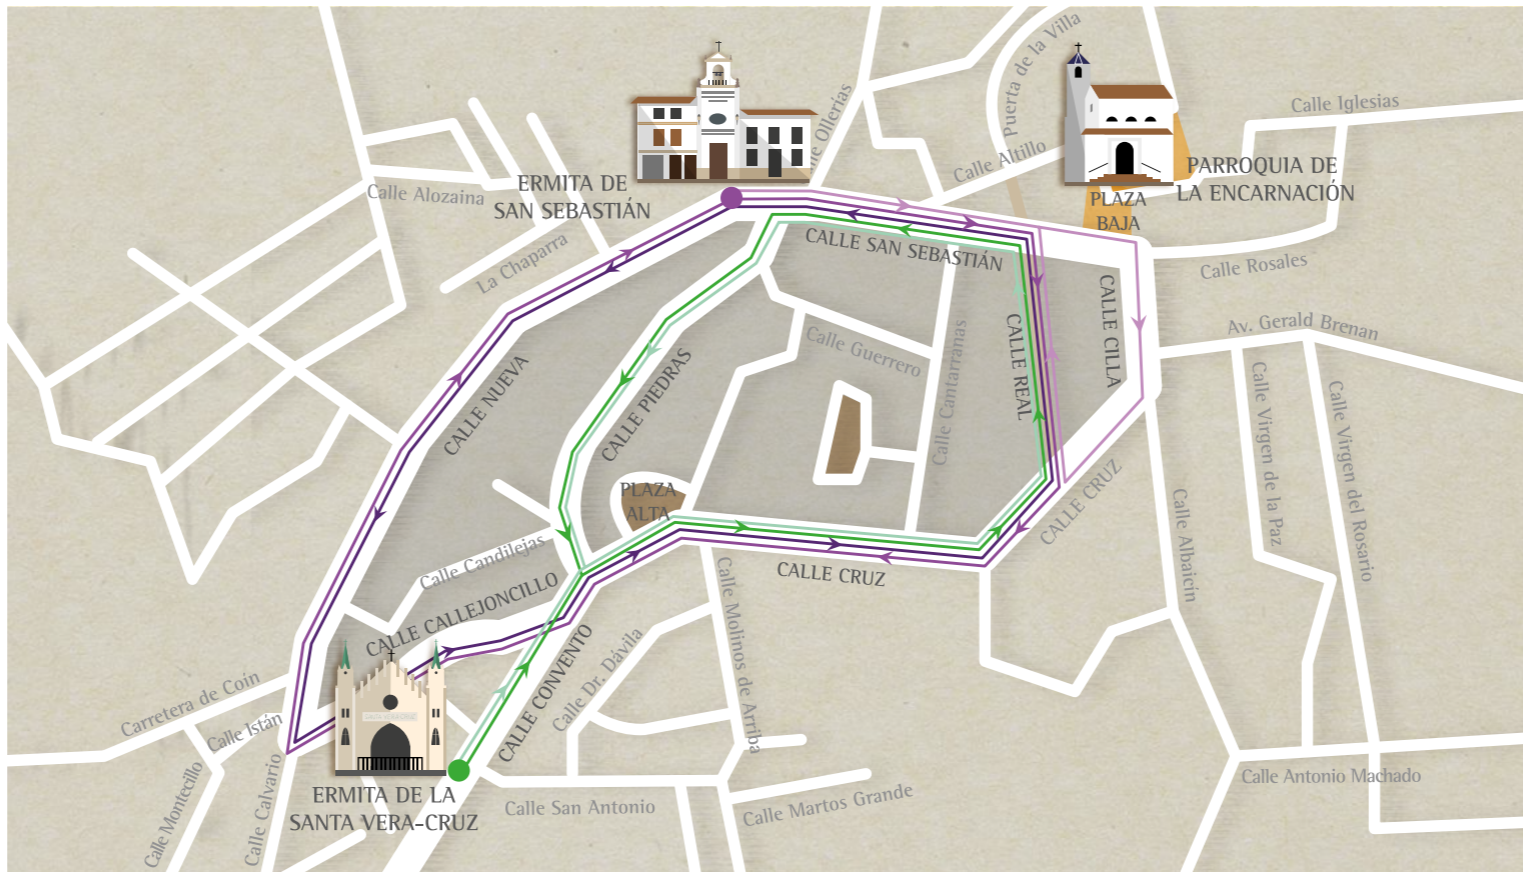 Puerta de la Villa
Calle Iglesias
Calle Altillo
PARROQUIA DE
LA ENCARNACIÓN
PLAZA
BAJA
ERMITA DE
SAN SEBASTIÁN
Calle Alozaina
La Chaparra
Ollerías
CALLE SAN SEBASTIÁN
Calle Rosales
CALLE CILLA
Av. Gerald Brenan
CALLE NUEVA
CALLE PIEDRAS
Calle Guerrero
Calle Cantarranas
CALLE REAL
Calle Virgen de la Paz
Calle Virgen del Rosario
PLAZA
ALTA
CALLE CRUZ
Calle Albaicin
Calle Candilejas
CALLE CALLEJONCILLO
CALLE CRUZ
Calle Molinos de Arriba
CALLE CONVENTO
Calle Dr. Dávila
Carretera de Coin
Calle Istán
Calle Montecillo
Calle Calvario
ERMITA DE LA
SANTA VERA-CRUZ
Calle San Antonio
Calle Martos Grande
Calle Antonio Machado